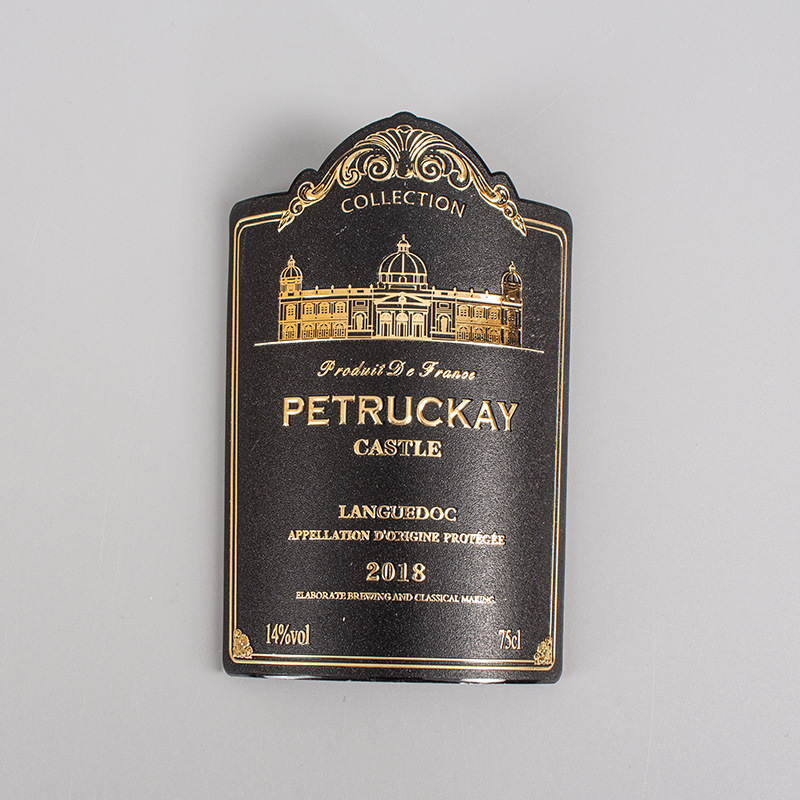 COLLECTION
Produit De France
PETRUCKAY
CASTLE
LANGUEDOC
APPELLATION D'ORIGINE PROTÉGÉE
2018
ELABORATE BREWING AND CLASSICAL MAKING.
14%vol
75cl